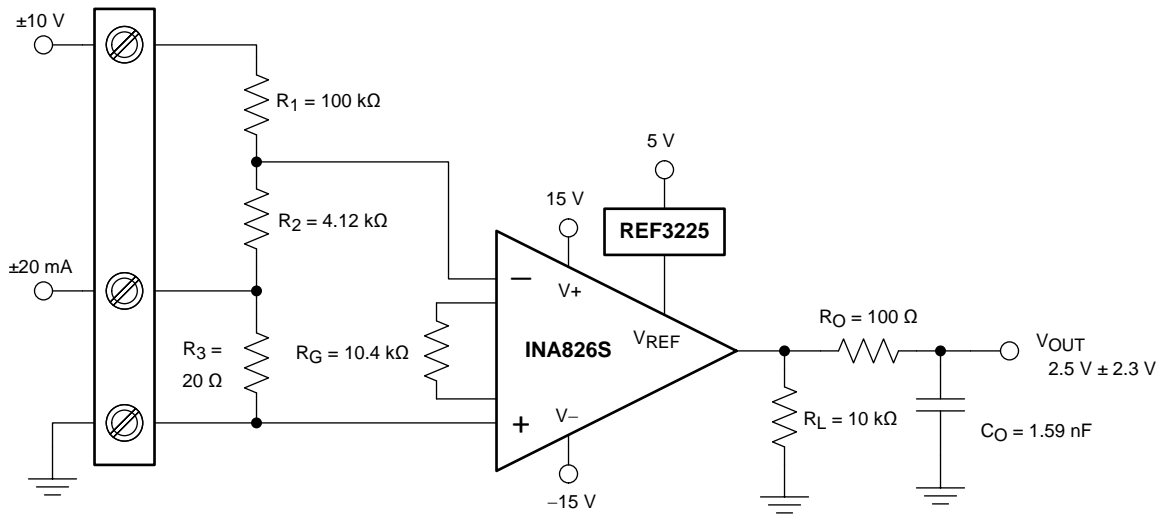 ±10 V
R1 = 100 kΩ
5 V
15 V
REF3225
R2 = 4.12 kΩ
±20 mA
−
V+
RO = 100 Ω
VOUT
2.5 V ± 2.3 V
R3 =
20 Ω
RG = 10.4 kΩ
INA826S
VREF
+
V−
RL = 10 kΩ
CO = 1.59 nF
−15 V